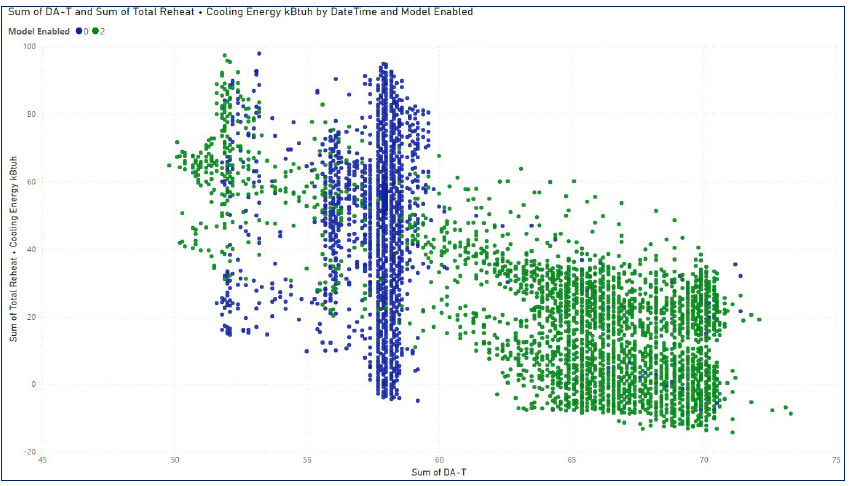 Sum of DA-T and Sum of Total Reheat + Cooling Energy kBtuh by DateTime and Model Enabled
Model Enabled 0 2
100
80
60
40
20
0
-20
Sum of Total Reheat + Cooling Energy kBtuh
45 50 55 60 65 70 75
Sum of DA-T